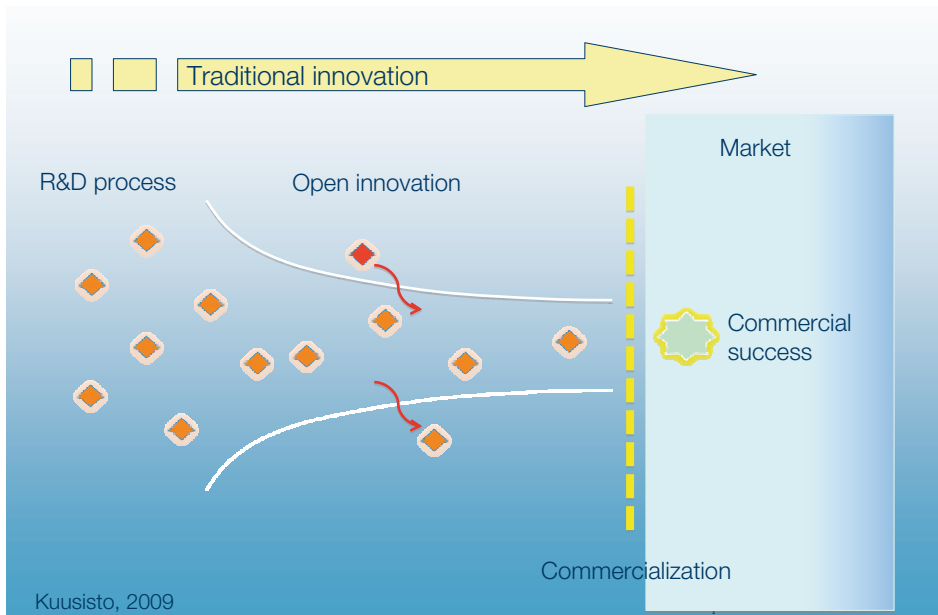 Traditional innovation
Market
R&D process
Open innovation
Commercial
success
Commercialization
Kuusisto, 2009